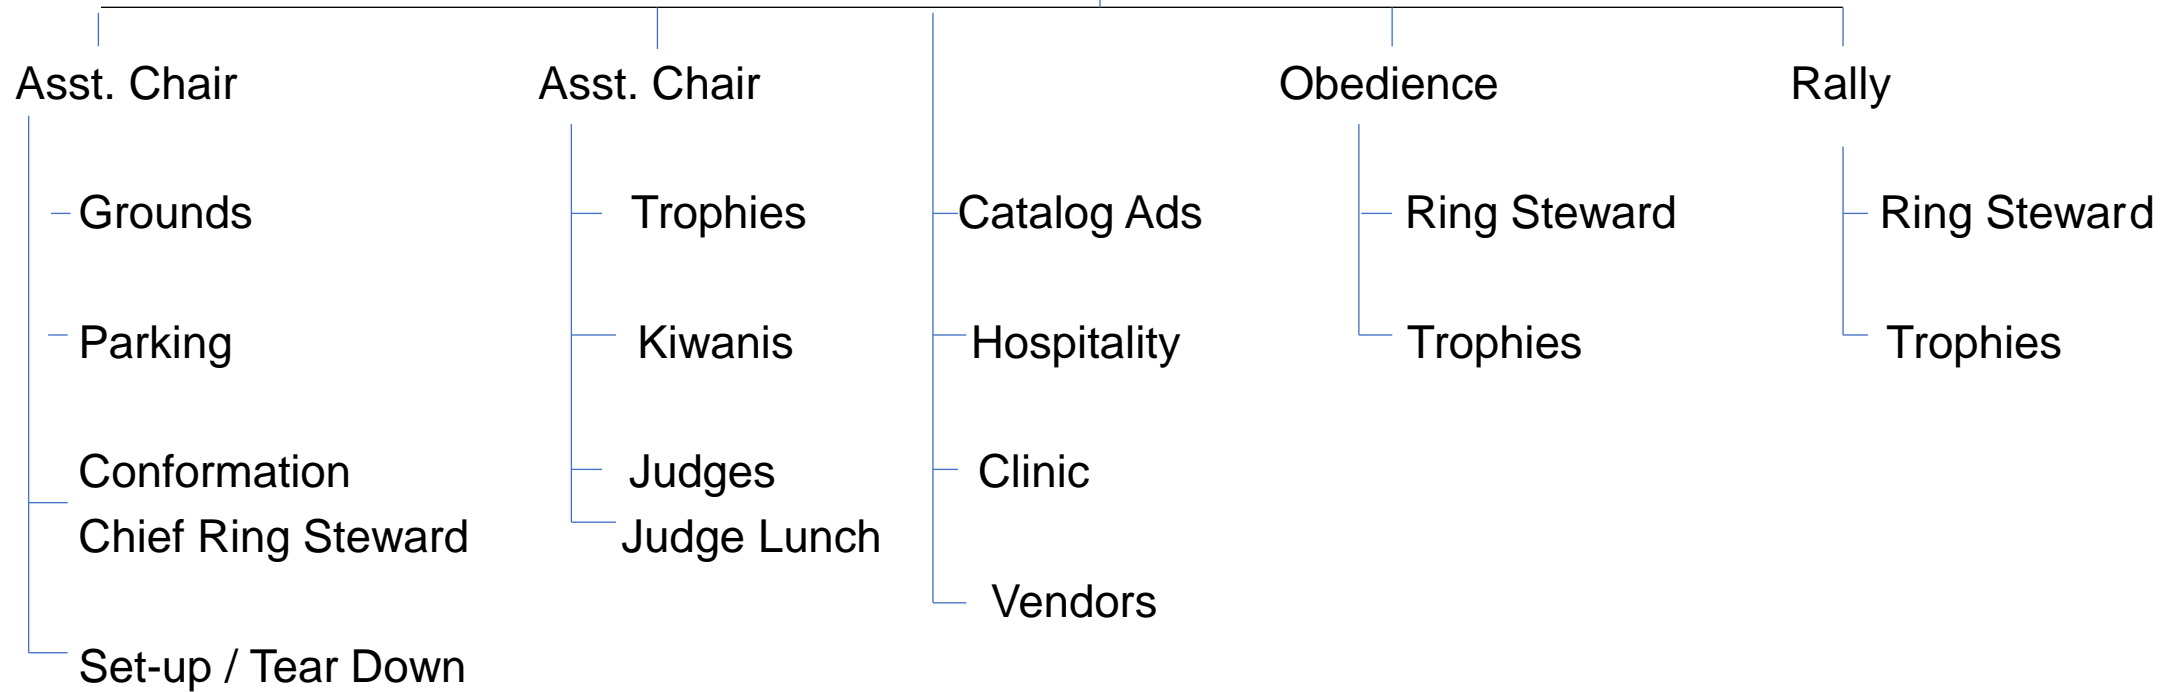 Asst. Chair
Asst. Chair
Obedience
Rally
Grounds
Trophies
Catalog Ads
Ring Steward
Ring Steward
Parking
Kiwanis
Hospitality
Trophies
Trophies
Conformation
Judges
Clinic
Chief Ring Steward
Judge Lunch
Vendors
Set-up / Tear Down